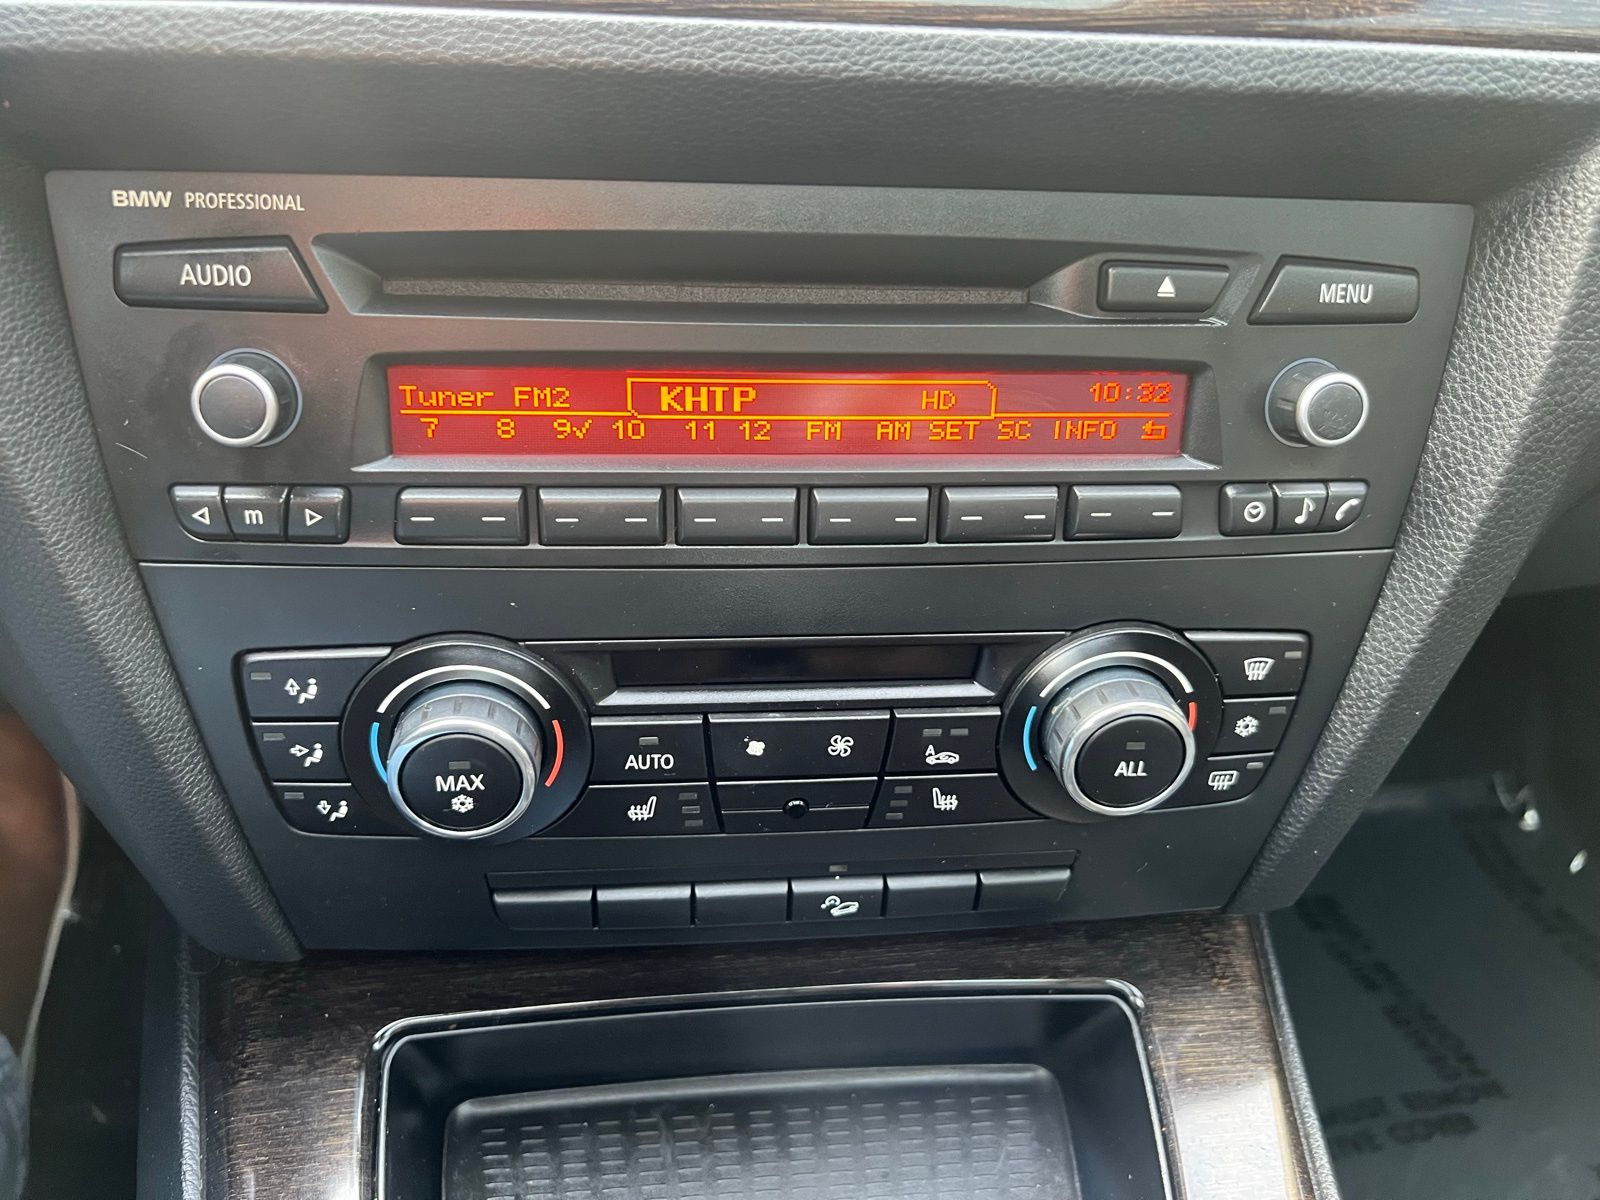 BMW PROFESSIONAL
AUDIO
MENU
Tuner FM2 KHTP HD 10:32
7 8 9√ 10 11 12 FM AM SET SC INFO
m
AUTO
A
MAX
ALL